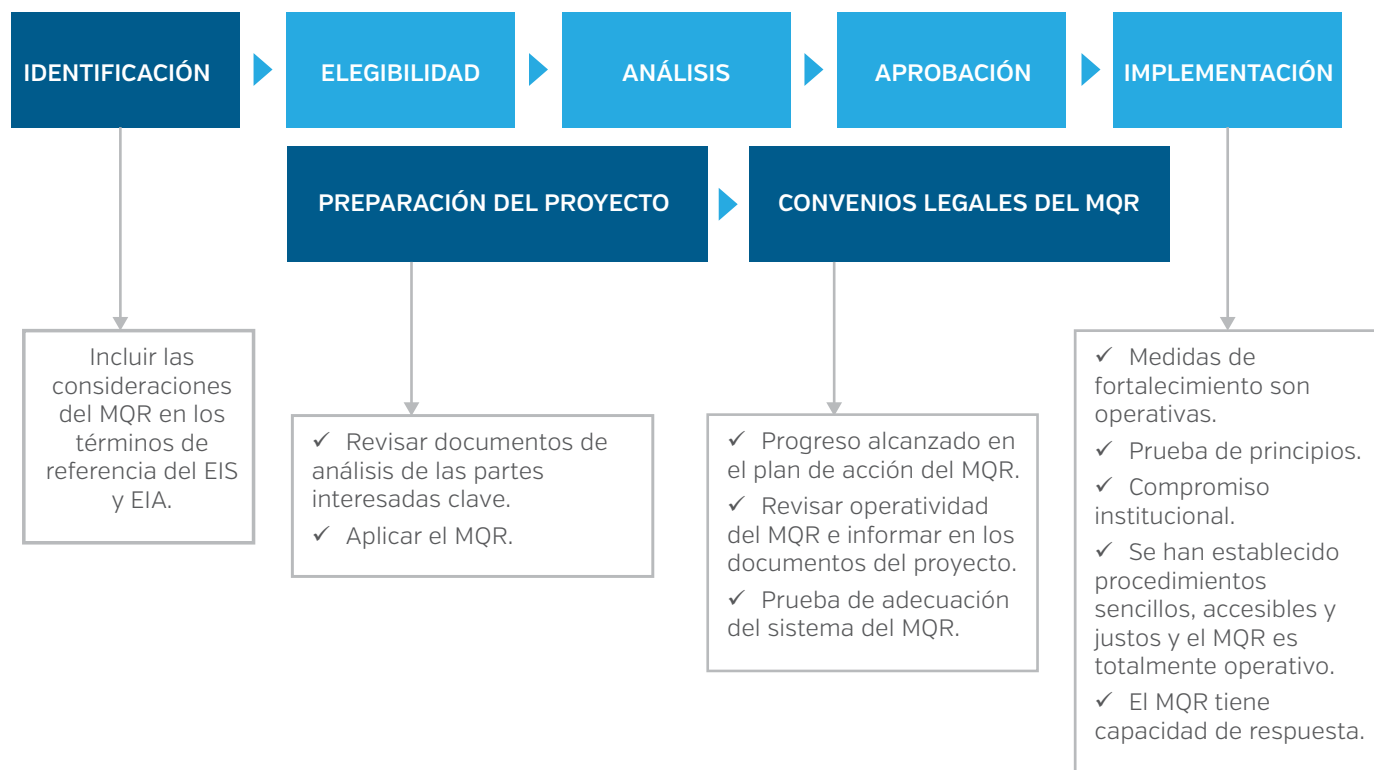 IDENTIFICACIÓN
ELEGIBILIDAD
ANÁLISIS
APROBACIÓN
IMPLEMENTACIÓN
PREPARACIÓN DEL PROYECTO
CONVENIOS LEGALES DEL MQR
Incluir las
consideraciones
del MQR en los
términos de
referencia del EIS
y EIA.
✓ Revisar documentos de
análisis de las partes
interesadas clave.
✓ Aplicar el MQR.
✓ Progreso alcanzado en
el plan de acción del MQR.
✓ Revisar operatividad
del MQR e informar en los
documentos del proyecto.
✓ Prueba de adecuación
del sistema del MQR.
✓ Medidas de
fortalecimiento son
operativas.
✓ Prueba de principios.
✓ Compromiso
institucional.
✓ Se han establecido
procedimientos
sencillos, accesibles y
justos y el MQR es
totalmente operativo.
✓ El MQR tiene
capacidad de respuesta.